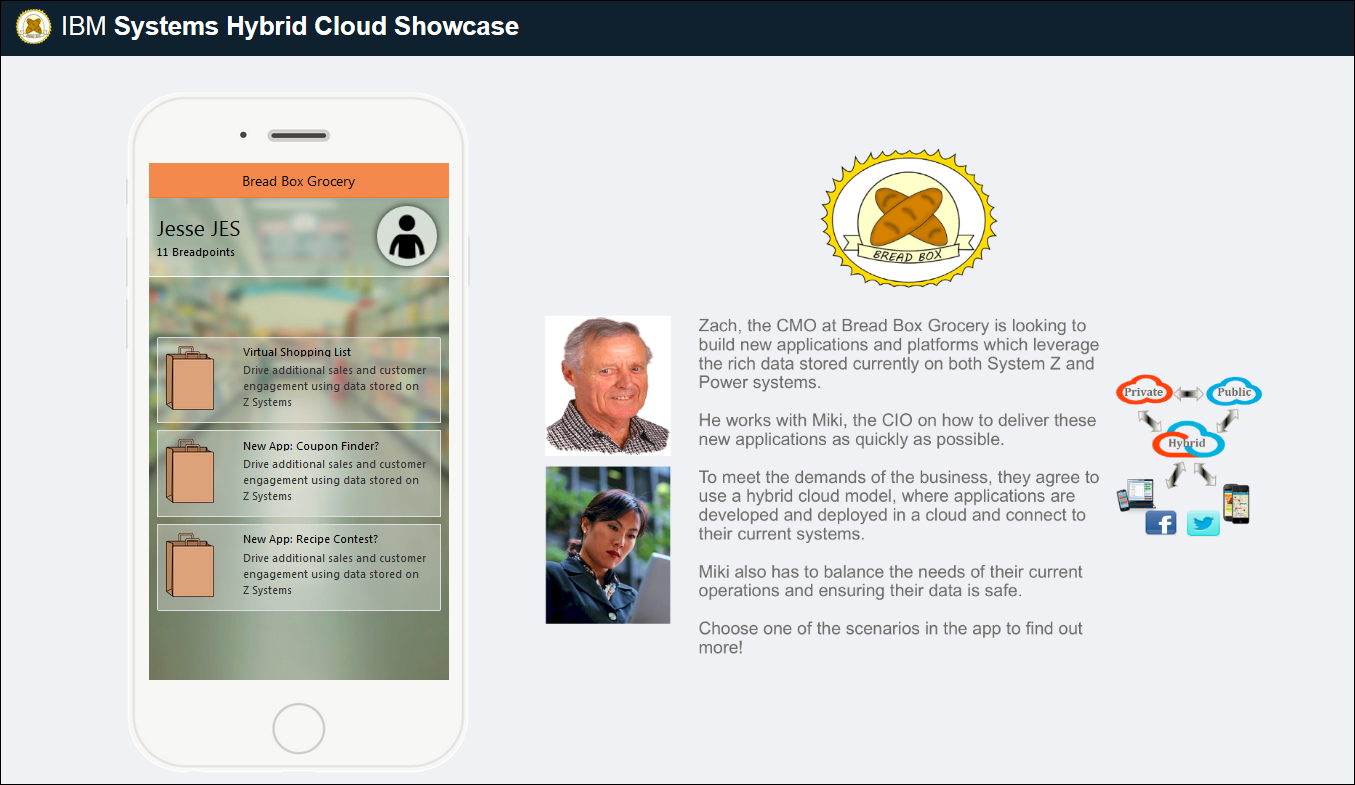 IBM Systems Hybrid Cloud Showcase
Bread Box Grocery
Jesse JES
11 Breadpoints
Virtual Shopping List
Drive additional sales and customer
engagement using data stored on
Z Systems
New App: Coupon Finder?
Drive additional sales and customer
engagement using data stored on
Z Systems
New App: Recipe Contest?
Drive additional sales and customer
engagement using data stored on
Z Systems
BREAD BOX
Zach, the CMO at Bread Box Grocery is looking to
build new applications and platforms which leverage
the rich data stored currently on both System Z and
Power systems.
He works with Miki, the CIO on how to deliver these
new applications as quickly as possible.
To meet the demands of the business, they agree to
use a hybrid cloud model, where applications are
developed and deployed in a cloud and connect to
their current systems.
Miki also has to balance the needs of their current
operations and ensuring their data is safe.
Choose one of the scenarios in the app to find out
more!
Private
Public
Hybrid